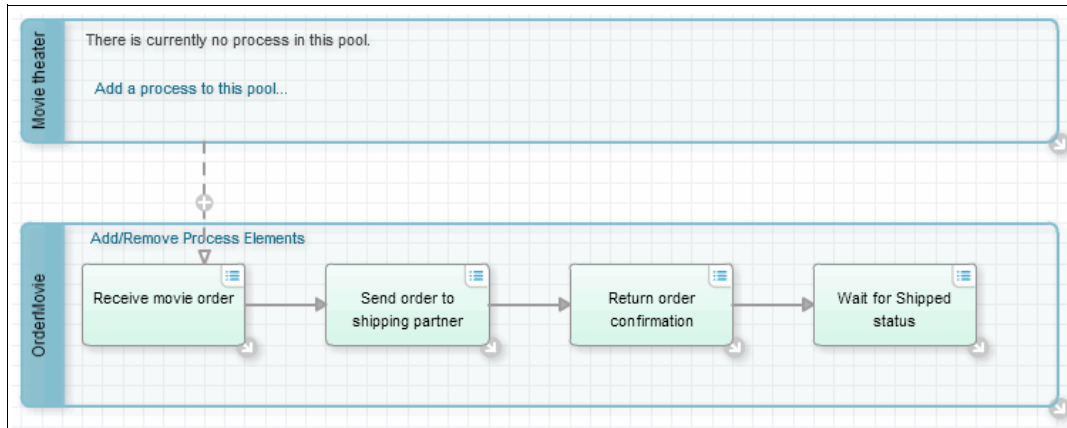 Movie theater
There is currently no process in this pool.
Add a process to this pool...
OrderMovie
Add/Remove Process Elements
Receive movie order
Send order to
shipping partner
Return order
confirmation
Wait for Shipped
status